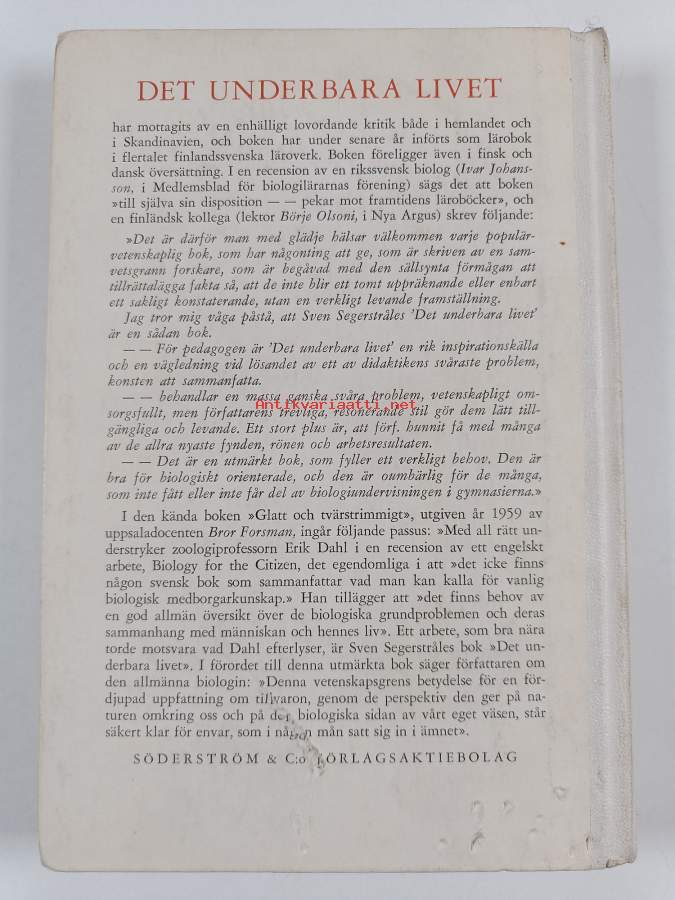 DET UNDERBARA LIVET
har mottagits av en enhälligt lovordande kritik både i hemlandet och
i Skandinavien, och boken har under senare år införts som lärobok
i flertalet finlandssvenska läroverk. Boken föreligger även i finsk och
dansk översättning. I en recension av en rikssvensk biolog (Ivar Johans-
son, i Medlemsblad för biologilärarnas förening) sägs det att boken
»till själva sin disposition — — pekar mot framtidens läroböcker», och
en finländsk kollega (lektor Börje Olsoni, i Nya Argus) skrev följande:
»Det är därför man med glädje hälsar välkommen varje populär-
vetenskaplig bok, som har någonting att ge, som är skriven av en sam-
vetsgrann forskare, som är begåvad med den sällsynta förmågan att
tillrättalägga fakta så, att de inte blir ett tomt uppräknande eller enbart
ett sakligt konstaterande, utan en verkligt levande framställning.
Jag tror mig våga påstå, att Sven Segerstråles 'Det underbara livet'
är en sådan bok.
— — För pedagogen är 'Det underbara livet' en rik inspirationskälla
och en vägledning vid lösandet av ett av didaktikens svåraste problem,
konsten att sammanfatta.
— — behandlar en massa ganska svåra problem, vetenskapligt om-
Antikvariaatti.net
sorgsfullt, men författarens trevliga, resonerande stil gör dem lätt till-
gängliga och levande. Ett stort plus är, att förf. hunnit få med många
av de allra nyaste fynden, rönen och arbetsresultaten.
— — Det är en utmärkt bok, som fyller ett verkligt behov. Den är
bra för biologiskt orienterade, och den är oumbärlig för de många,
som inte fått eller inte får del av biologiundervisningen i gymnasierna.»
I den kända boken »Glatt och tvärstrimmigt», utgiven år 1959 av
uppsaladocenten Bror Forsman, ingår följande passus: »Med all rätt un-
derstryker zoologiprofessorn Erik Dahl i en recension av ett engelskt
arbete, Biology for the Citizen, det egendomliga i att »det icke finns
någon svensk bok som sammanfattar vad man kan kalla för vanlig
biologisk medborgarkunskap.» Han tillägger att »det finns behov av
en god allmän översikt över de biologiska grundproblemen och deras
sammanhang med människan och hennes liv». Ett arbete, som bra nära
torde motsvara vad Dahl efterlyser, är Sven Segerstråles bok »Det un-
derbara livet». I förordet till denna utmärkta bok säger författaren om
den allmänna biologin: »Denna vetenskapsgrens betydelse för en för-
djupad uppfattning om tillvaron, genom de perspektiv den ger på na-
turen omkring oss och på den biologiska sidan av vårt eget väsen, står
säkert klar för envar, som i någon mån satt sig in i ämnet».
SÖDERSTRÖM & C:o FÖRLAGSAKTIEBOLAG